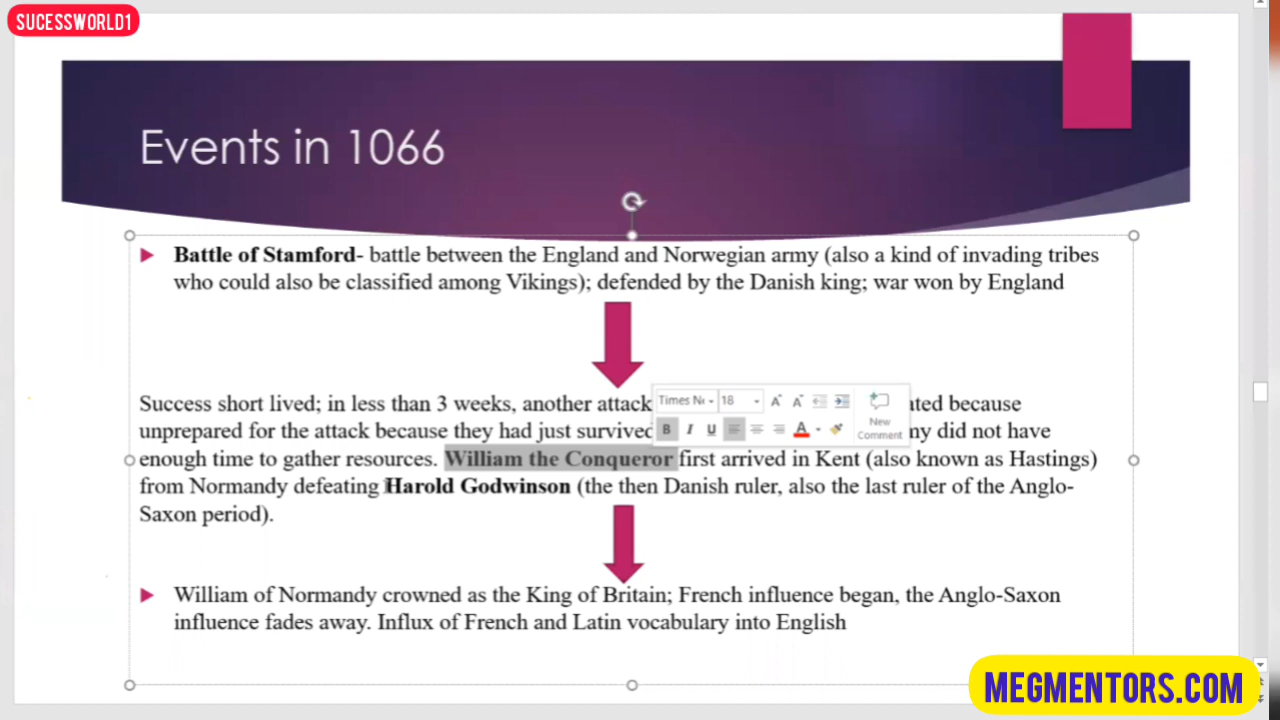 SUCESSWORLD1
Events in 1066
Battle of Stamford- battle between the England and Norwegian army (also a kind of invading tribes
who could also be classified among Vikings); defended by the Danish king; war won by England
Success short lived; in less than 3 weeks, another attack
because
unprepared for the attack because they had just survived
did not have
enough time to gather resources. William the Conqueror first arrived in Kent (also known as Hastings)
from Normandy defeating Harold Godwinson (the then Danish ruler, also the last ruler of the Anglo-
Saxon period).
Times 18 A A
B I U A New
Comment
William of Normandy crowned as the King of Britain; French influence began, the Anglo-Saxon
influence fades away. Influx of French and Latin vocabulary into English
MEGMENTORS.COM